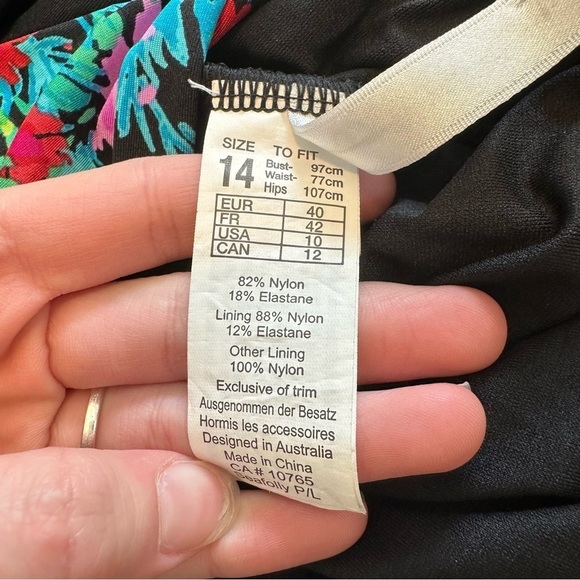 SIZE TO FIT
14 Bust- 97cm
Waist- 77cm
Hips 107cm
EUR 40
FR 42
USA 10
CAN 12
82% Nylon
18% Elastane
Lining 88% Nylon
12% Elastane
Other Lining
100% Nylon
Exclusive of trim
Ausgenommen der Besatz
Hormis les accessoires
Designed in Australia
Made in China
CA# 10765
Seafolly P/L